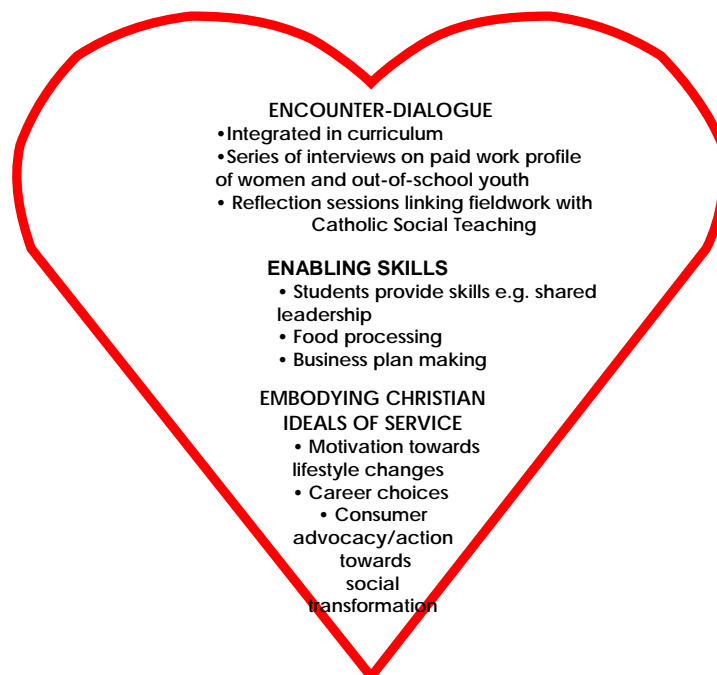 ENCOUNTER-DIALOGUE
•Integrated in curriculum
•Series of interviews on paid work profile
of women and out-of-school youth
• Reflection sessions linking fieldwork with
Catholic Social Teaching
ENABLING SKILLS
• Students provide skills e.g. shared
leadership
• Food processing
• Business plan making
EMBODYING CHRISTIAN
IDEALS OF SERVICE
• Motivation towards
lifestyle changes
• Career choices
• Consumer
advocacy/action
towards
social
transformation